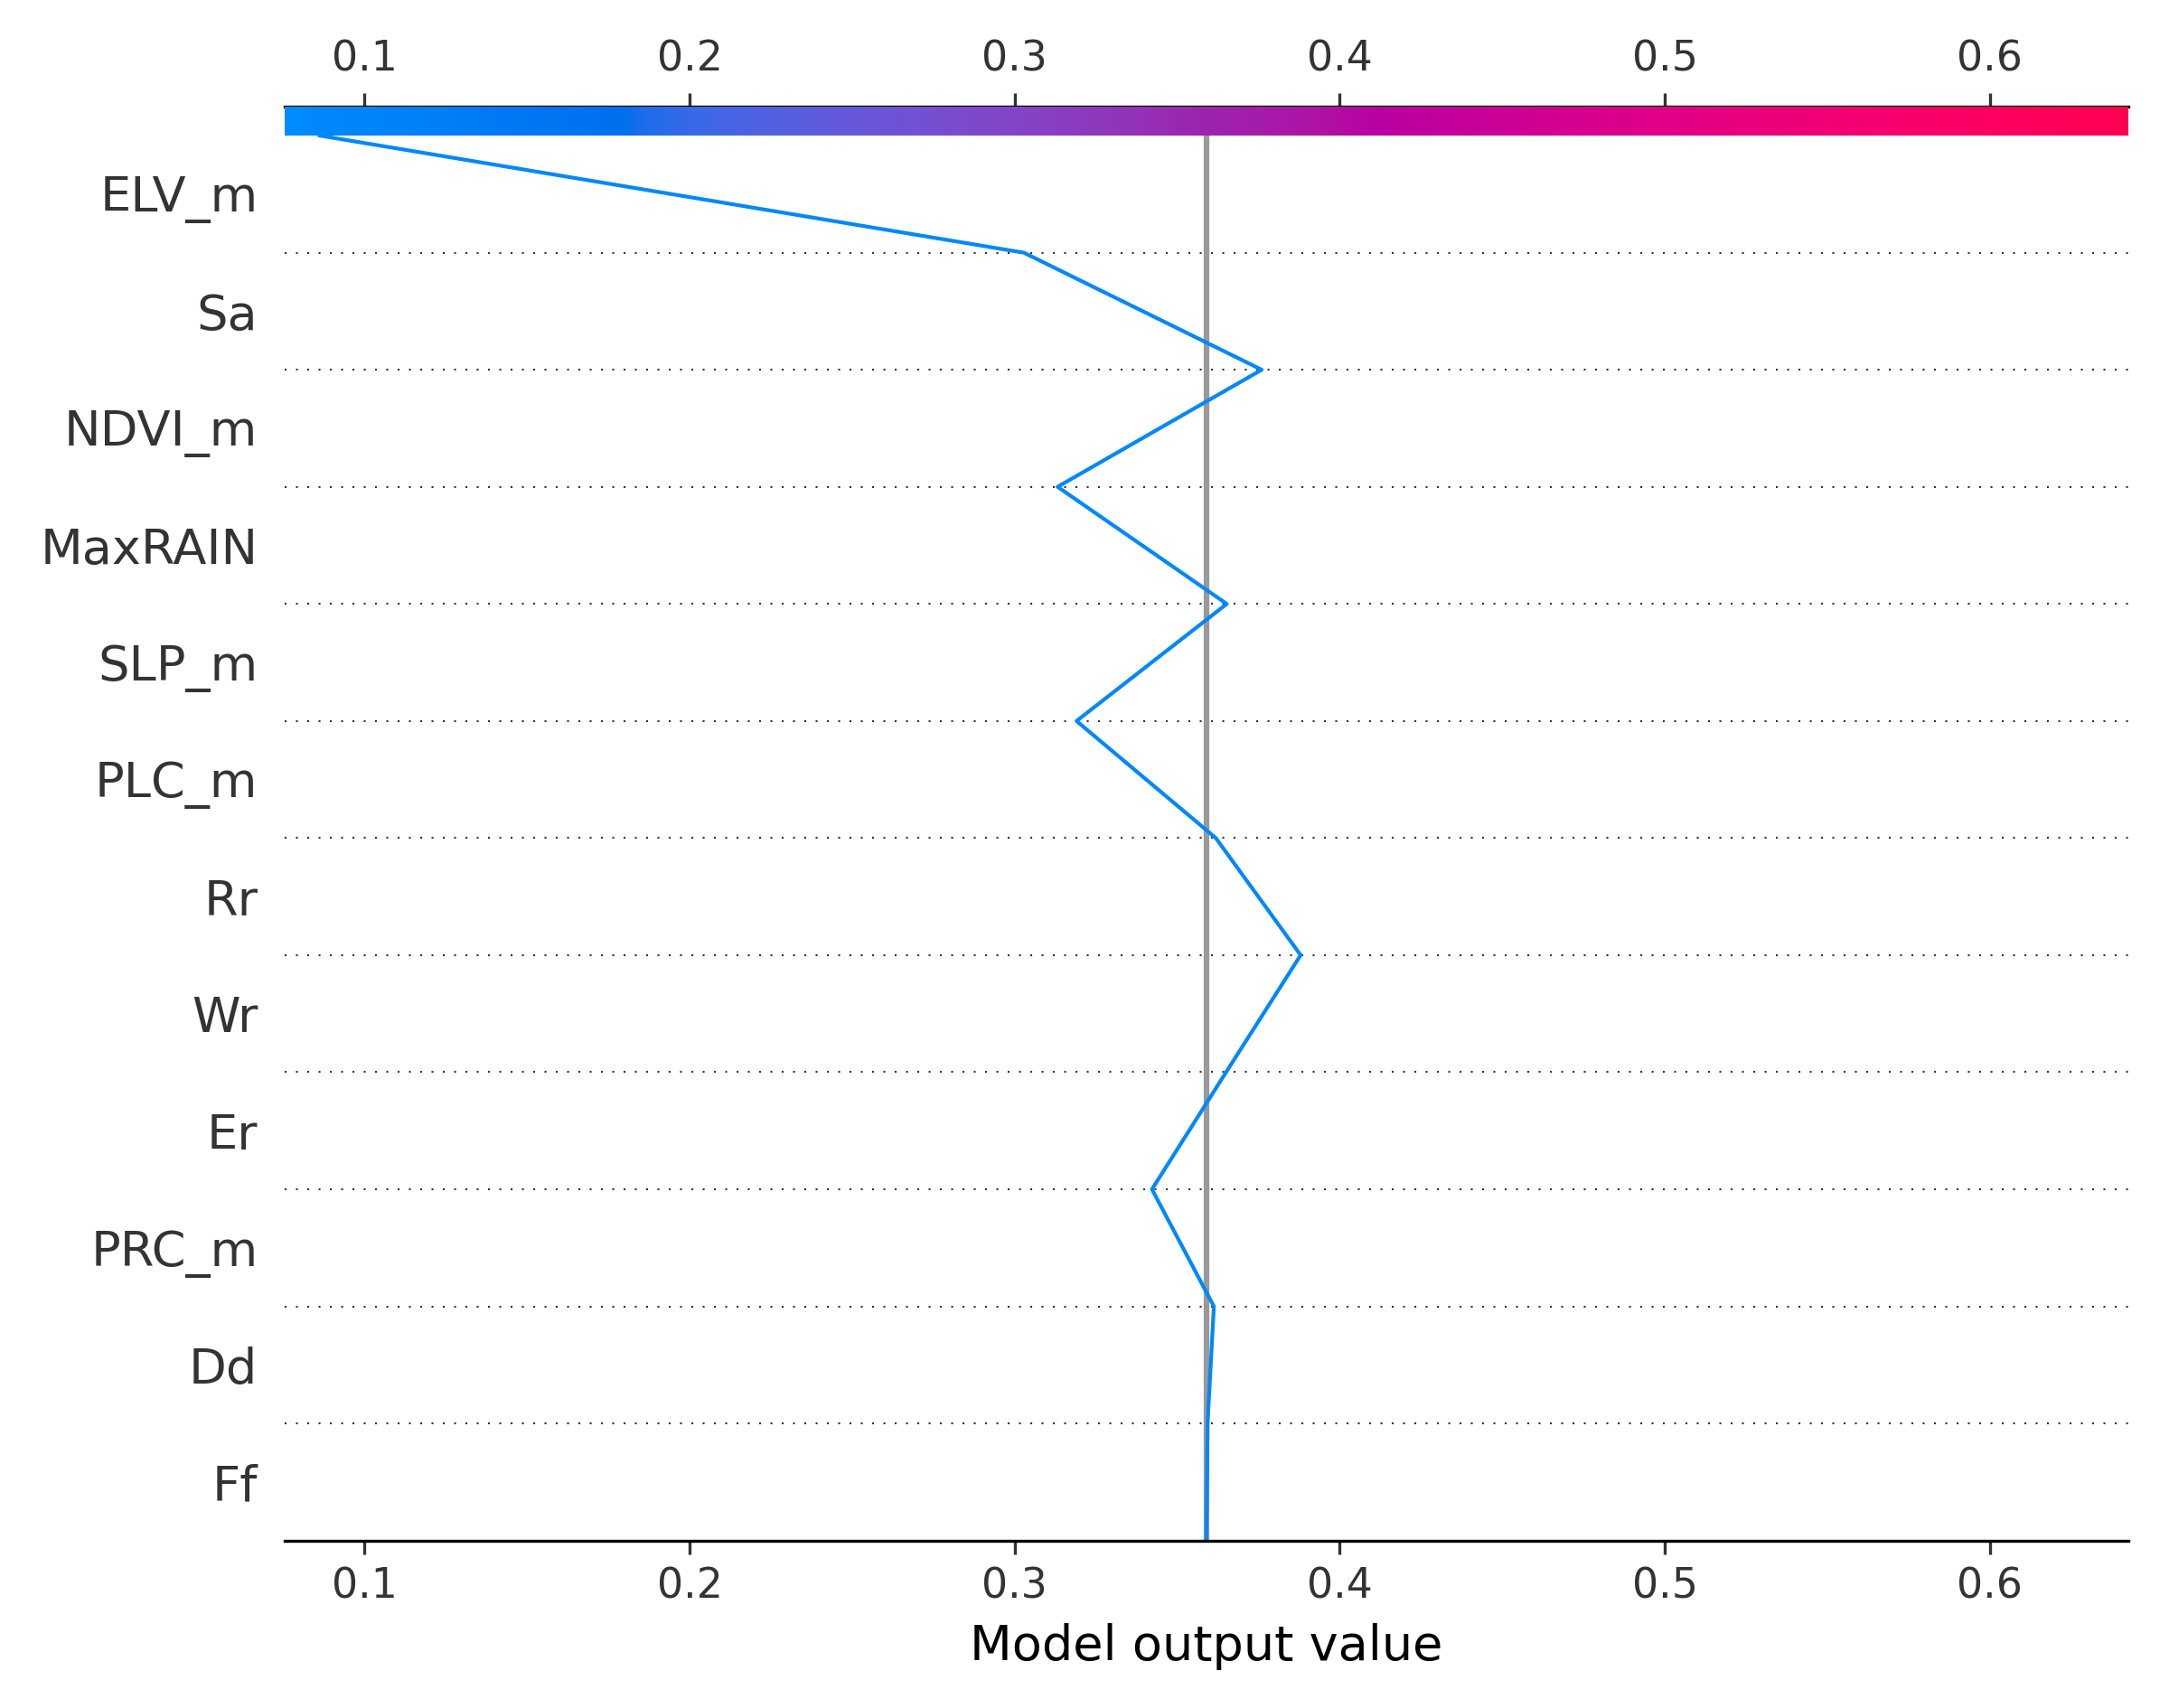 0.1 0.2 0.3 0.4 0.5 0.6
ELV_m
Sa
NDVI_m
MaxRAIN
SLP_m
PLC_m
Rr
Wr
Er
PRC_m
Dd
Ff
0.1 0.2 0.3 0.4 0.5 0.6
Model output value